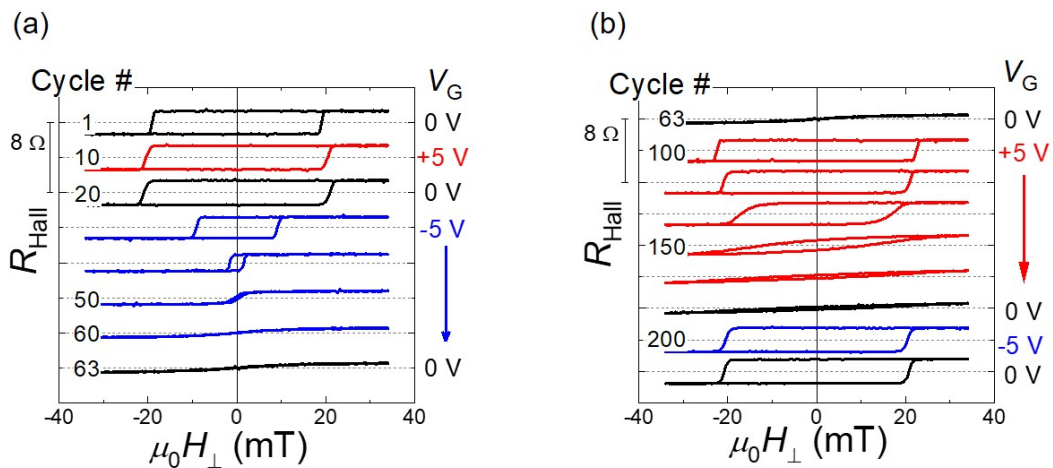 (a)
Cycle #
V_G
1
0 V
8 Ω
10
+5 V
20
0 V
-5 V
50
60
63
0 V
R_Hall
-40 -20 0 20 40
μ₀H⊥ (mT)
(b)
Cycle #
V_G
63
0 V
8 Ω
100
+5 V
150
0 V
200
-5 V
0 V
R_Hall
-40 -20 0 20 40
μ₀H⊥ (mT)